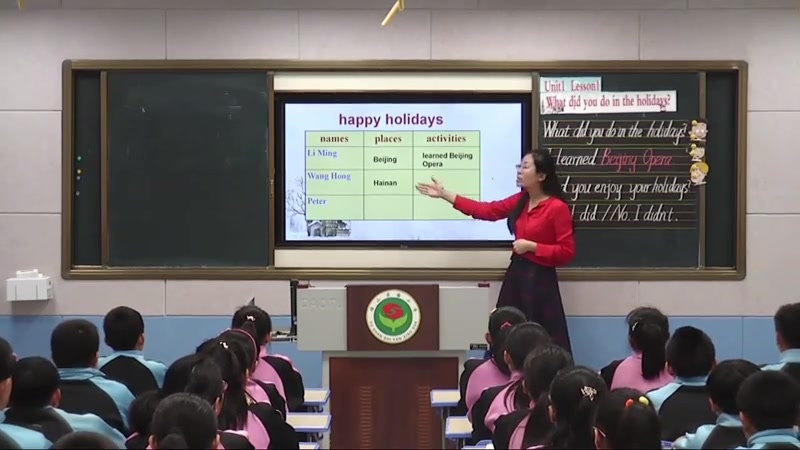 happy holidays
names places activities
Li Ming Beijing learned Beijing Opera
Wang Hong Hainan
Peter
Unit1 Lesson1
What did you do in the holidays?
What did you do in the holidays?
learned Beijing Opera
you enjoy your holidays?
did //No, I didn't.